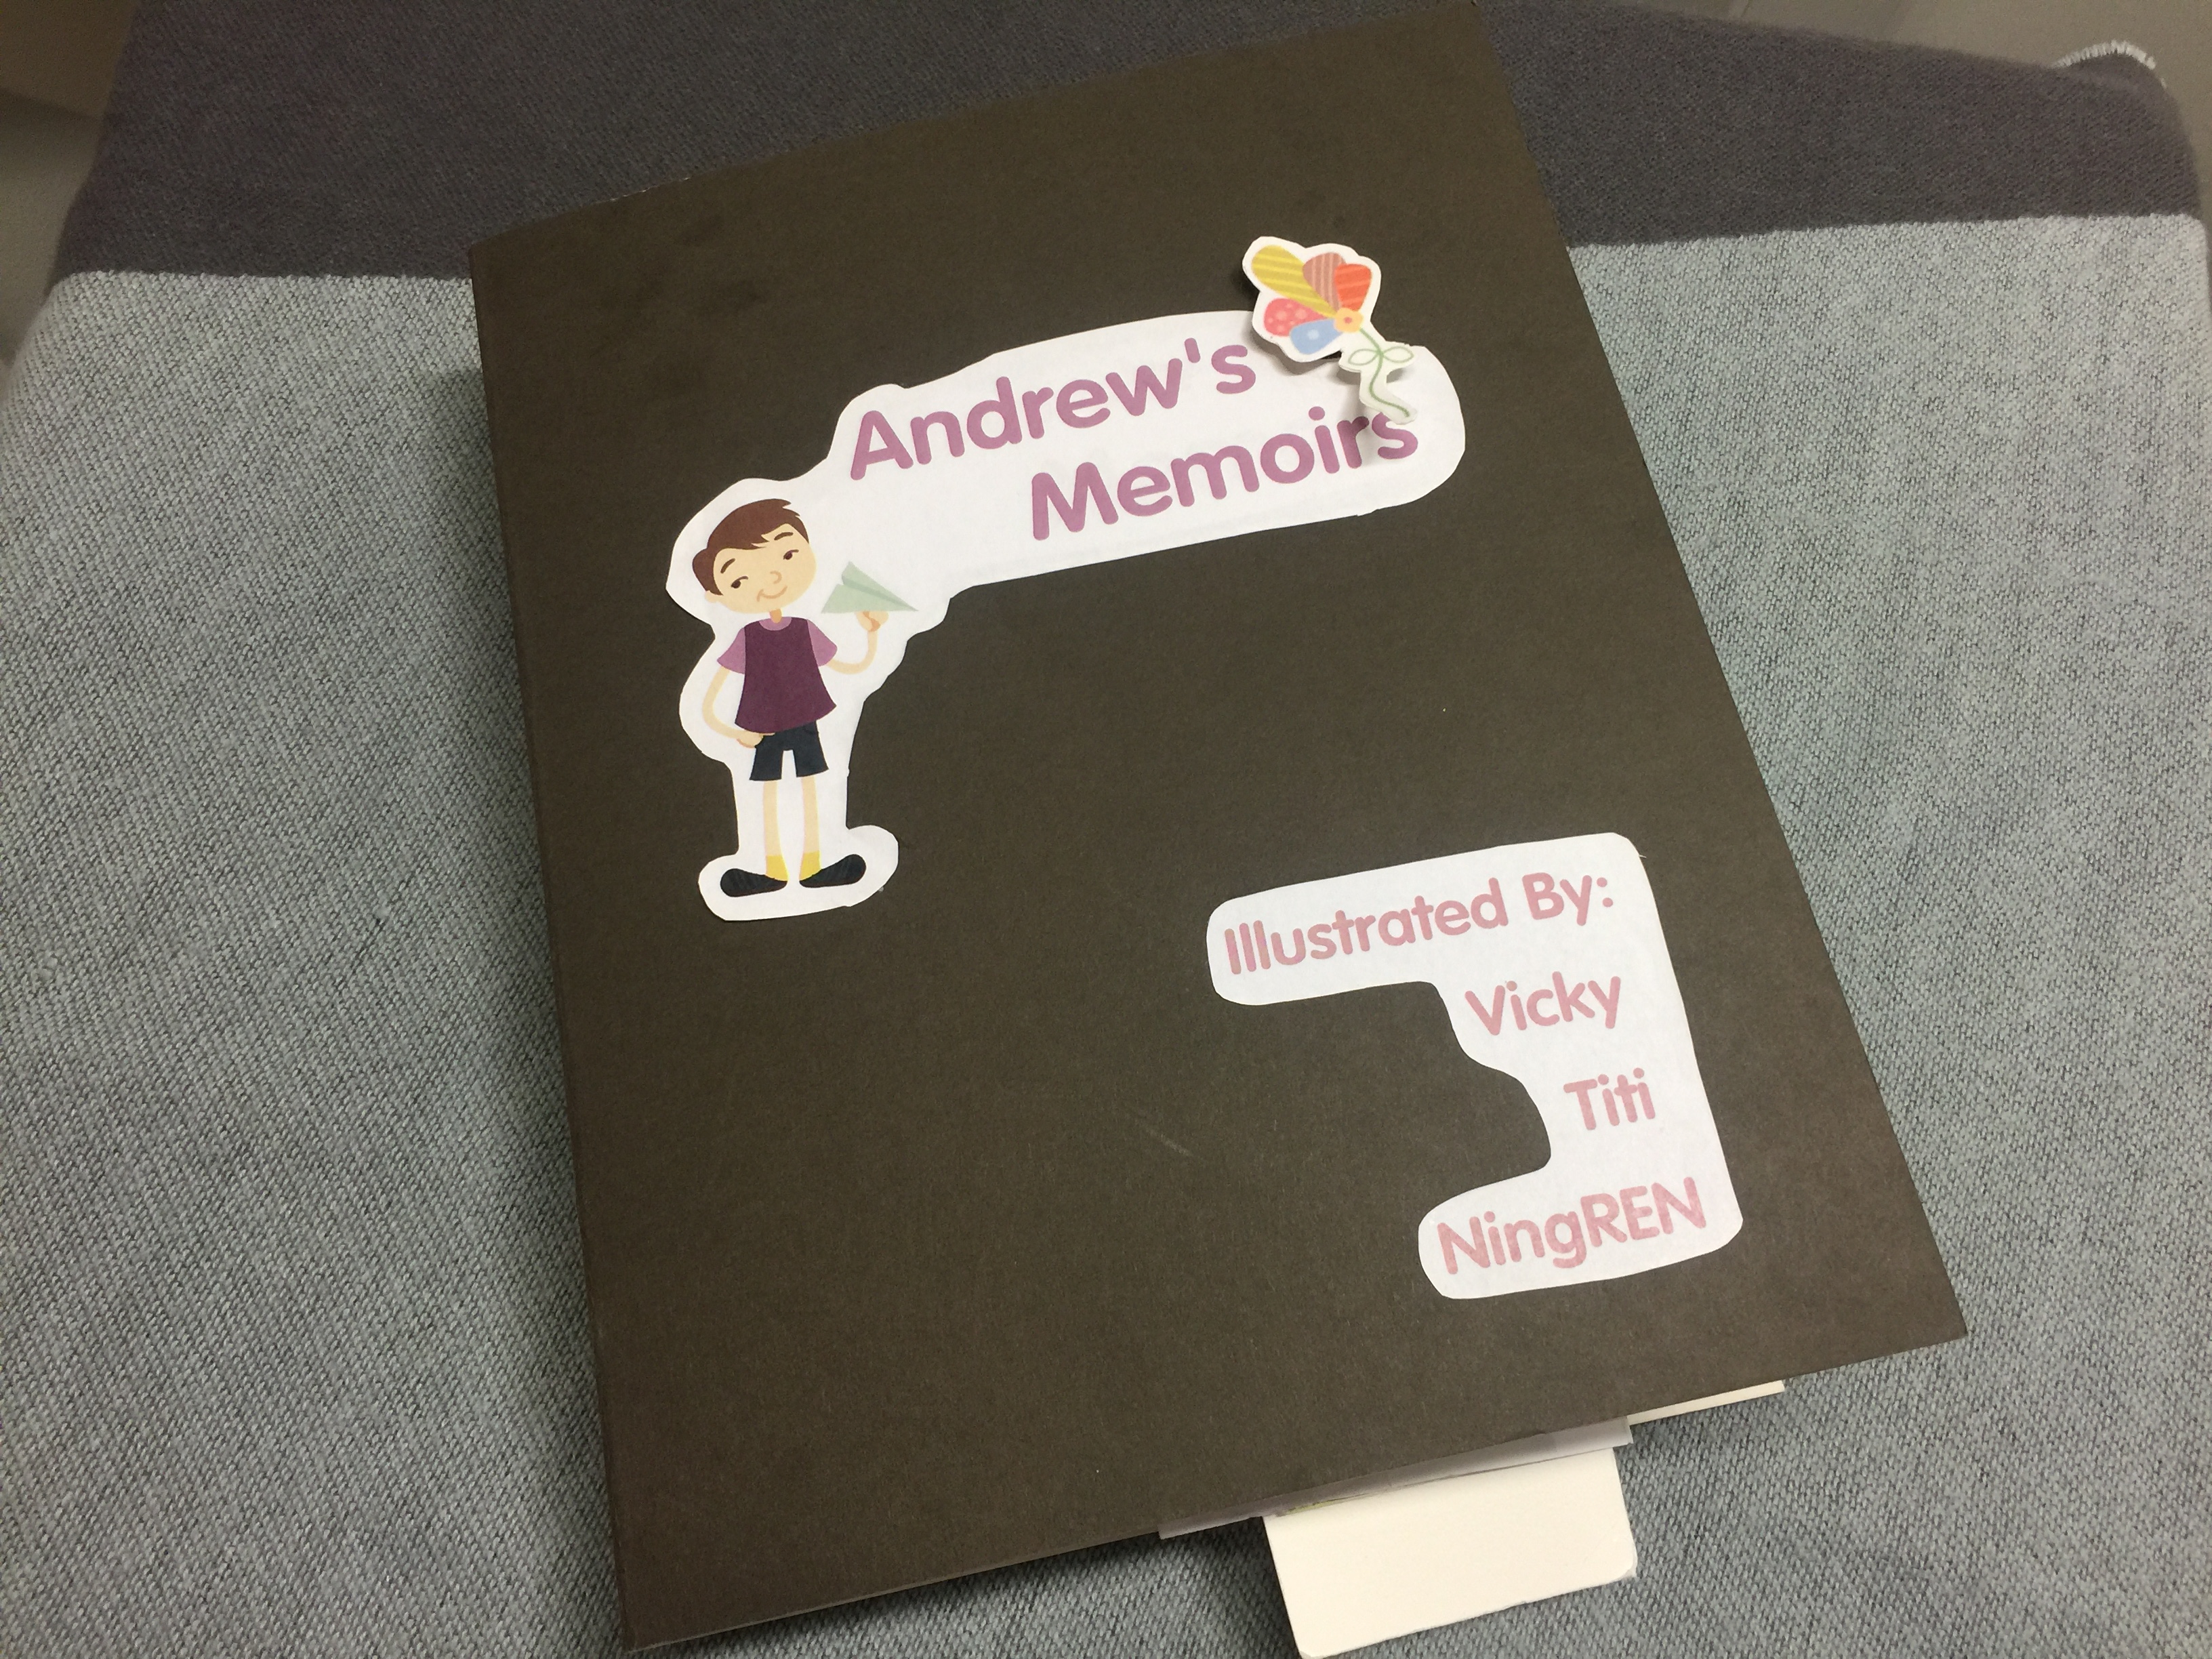 Andrew's
Memoirs
Illustrated By:
Vicky
Titi
NingREN